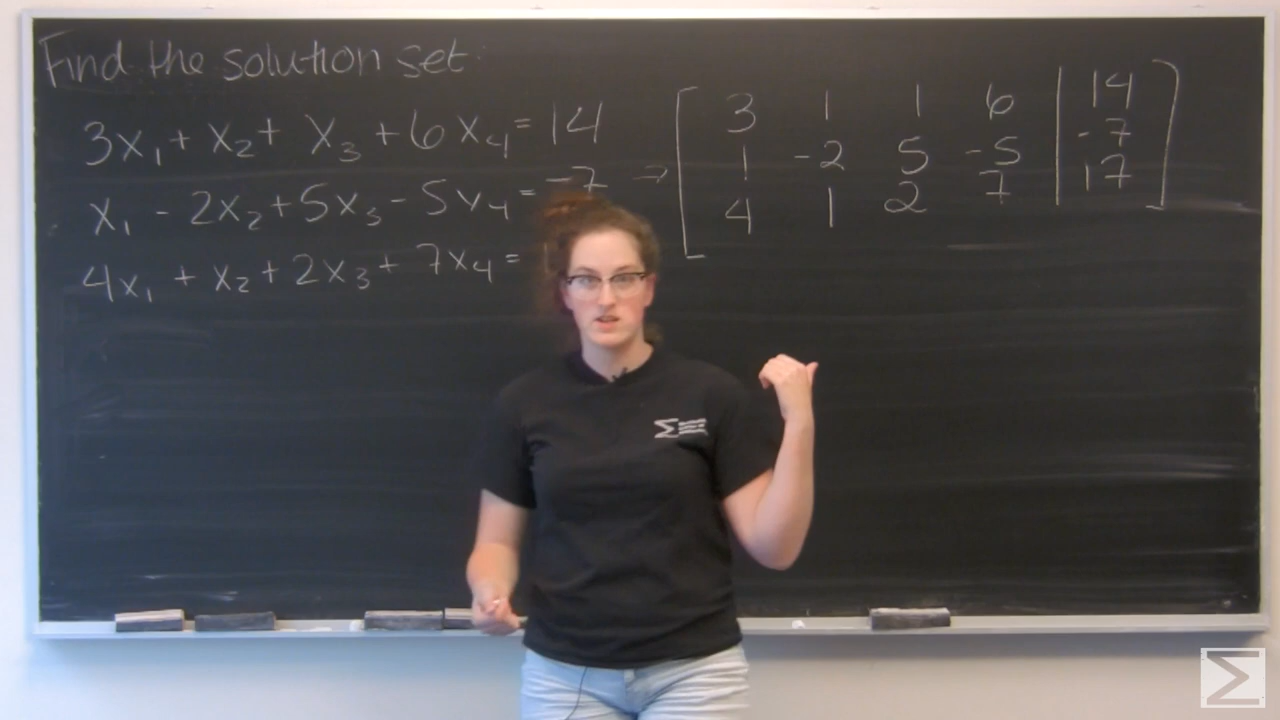 Find the solution set:
3x₁ + x₂ + x₃ + 6x₄ = 14
x₁ - 2x₂ + 5x₃ - 5x₄ = -7 →
4x₁ + x₂ + 2x₃ + 7x₄ =
3 1 1 6 14
1 -2 5 -5 -7
4 1 2 7 17
Σ
Σ